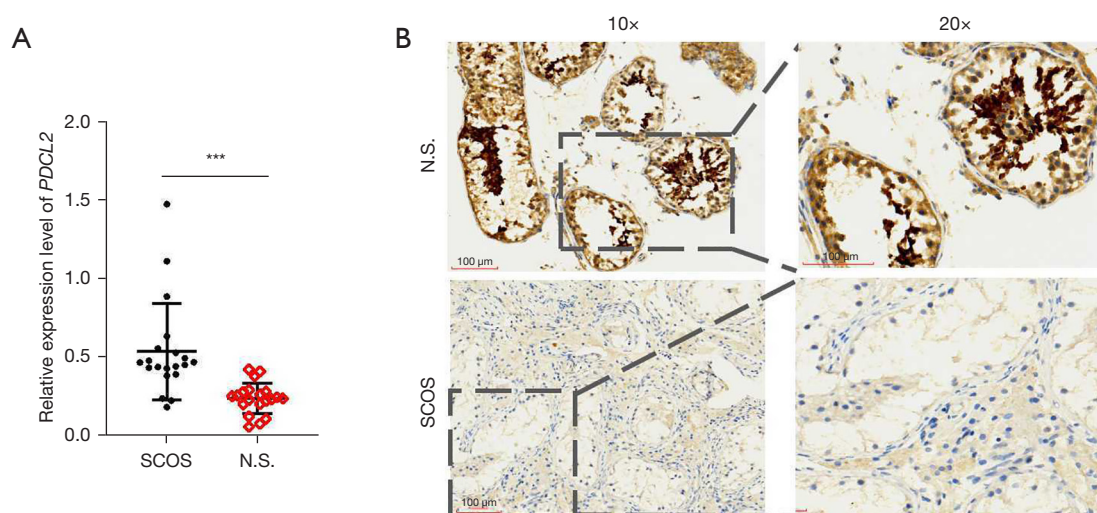 A
Relative expression level of PDCL2
2.0
1.5
1.0
0.5
0.0
***
SCOS
N.S.
B
10×
20×
N.S.
100 μm
100 μm
SCOS
100 μm